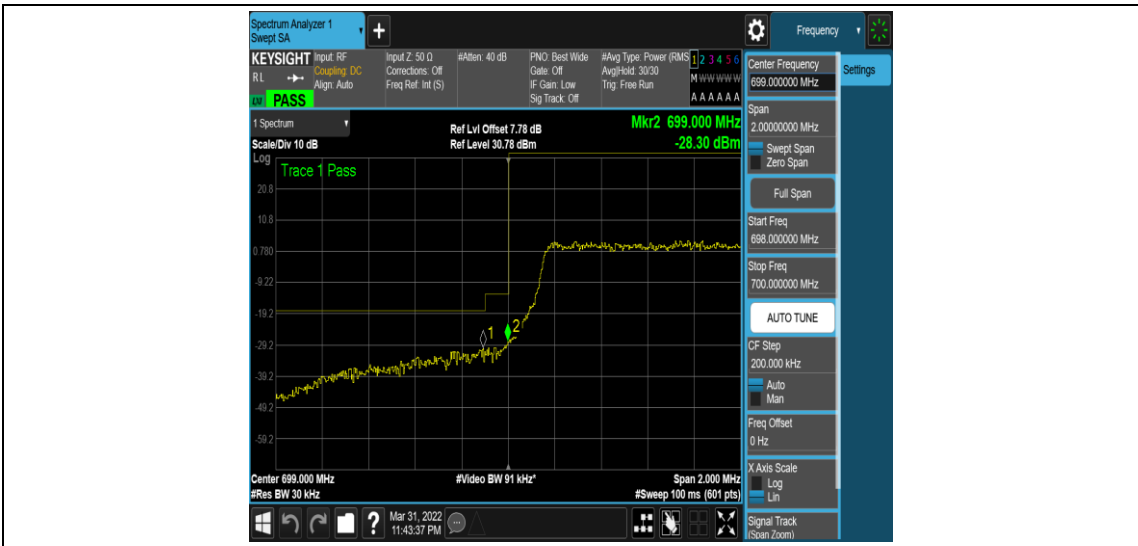 Spectrum Analyzer 1
Swept SA
+
Frequency
KEYSIGHT
Input: RF
Coupling: DC
Align: Auto
Input Z: 50 Ω
Corrections: Off
Freq Ref: Int (S)
#Atten: 40 dB
PNO: Best Wide
Gate: Off
IF Gain: Low
Sig Track: Off
#Avg Type: Power (RMS
Avg|Hold: 30/30
Trig: Free Run
1 2 3 4 5 6
M W W W W W
A A A A A A
RL
LXI
PASS
1 Spectrum
Scale/Div 10 dB
Ref Lvl Offset 7.78 dB
Ref Level 30.78 dBm
Mkr2 699.000 MHz
-28.30 dBm
Log
Trace 1 Pass
20.8
10.8
0.780
-9.22
-19.2
-29.2
-39.2
-49.2
-59.2
1
2
Center 699.000 MHz
#Res BW 30 kHz
#Video BW 91 kHz*
Span 2.000 MHz
#Sweep 100 ms (601 pts)
?
Mar 31, 2022
11:43:37 PM
Center Frequency
699.000000 MHz
Settings
Span
2.00000000 MHz
Swept Span
Zero Span
Full Span
Start Freq
698.000000 MHz
Stop Freq
700.000000 MHz
AUTO TUNE
CF Step
200.000 kHz
Auto
Man
Freq Offset
0 Hz
X Axis Scale
Log
Lin
Signal Track
(Span Zoom)